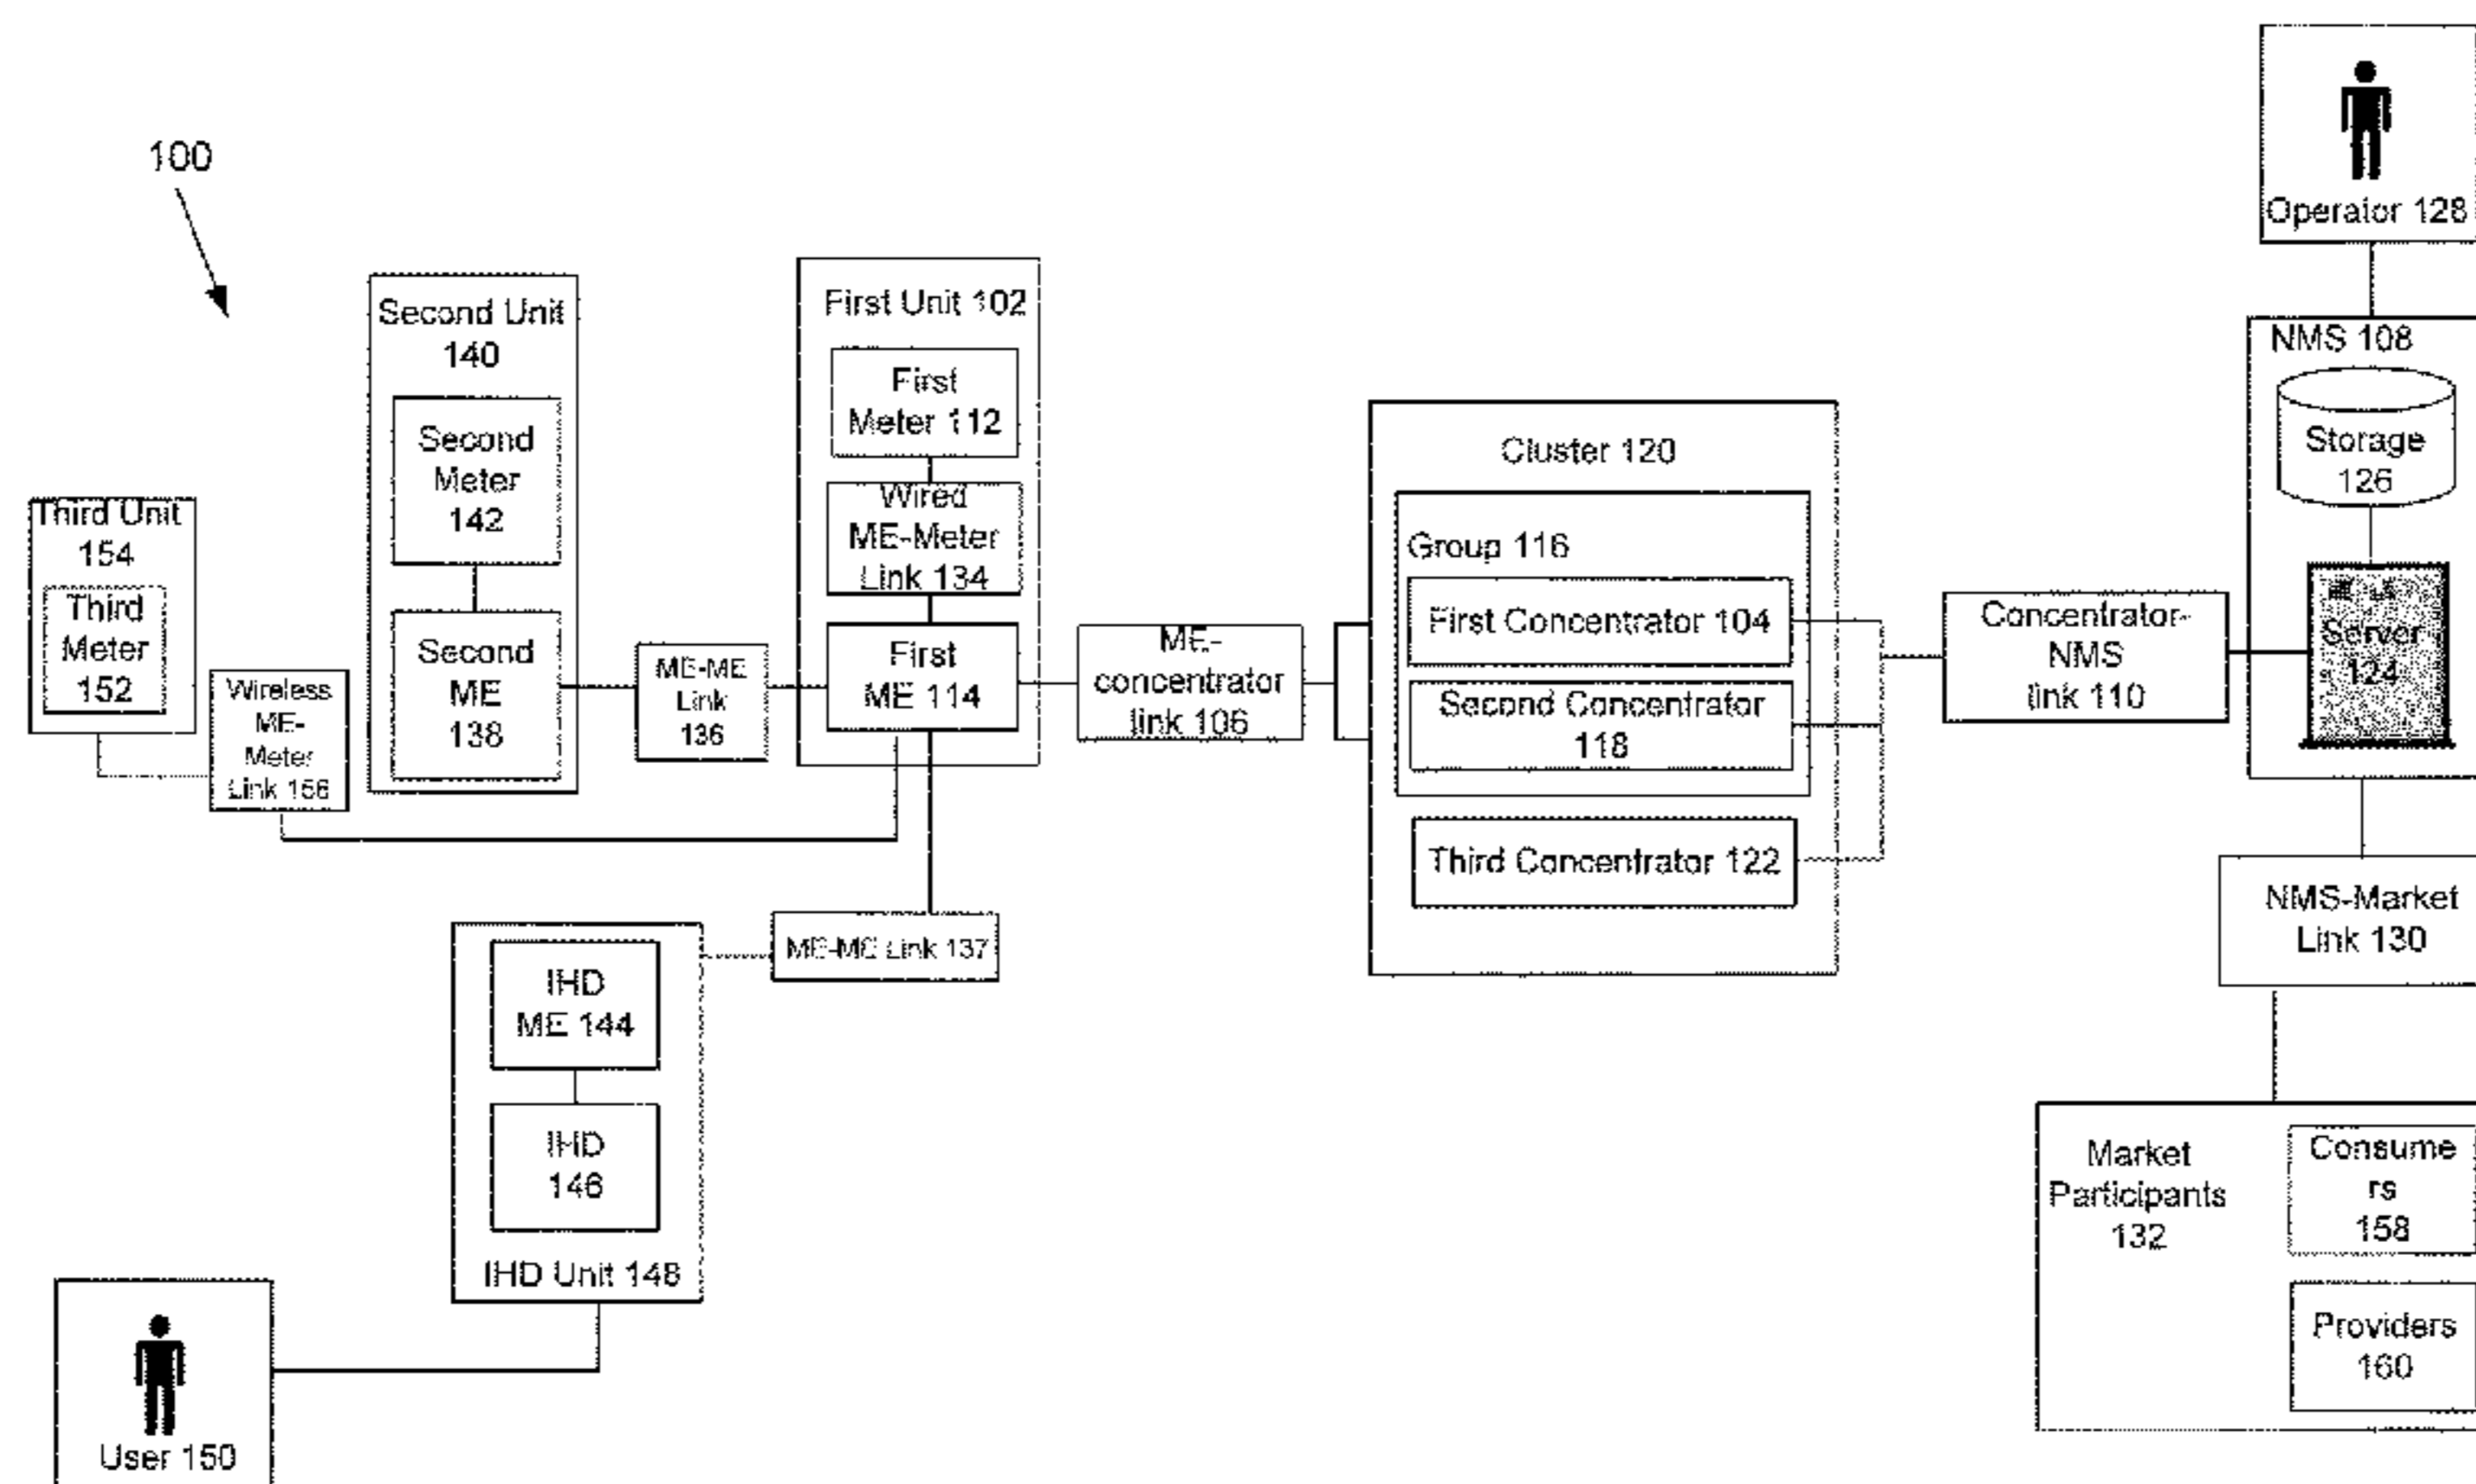 100
Operator 128
Third Unit
154
Third
Meter
152
Wireless
ME-
Meter
Link 156
Second Unit
140
Second
Meter
142
Second
ME
138
ME-ME
Link
136
First Unit 102
First
Meter 112
Wired
ME-Meter
Link 134
First
ME 114
ME-
concentrator
link 106
Cluster 120
Group 116
First Concentrator 104
Second Concentrator
118
Third Concentrator 122
Concentrator-
NMS
link 110
NMS 108
Storage
126
Server
124
NMS-Market
Link 130
Market
Participants
132
Consume
rs
158
Providers
160
ME-ME Link 137
IHD
ME 144
IHD
146
IHD Unit 148
User 150